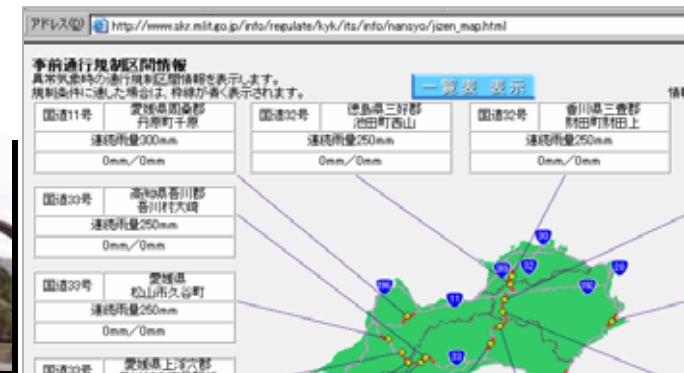 アドレス(D) http://www.skr.mlit.go.jp/info/regulate/kyk/its/info/nansyo/jizen_map.html
事前通行規制区間情報
異常気象時の通行規制区間情報を表示します。
規制条件に達した場合は、枠線が青く表示されます。
一覧表 表示
情報
国道11号
愛媛県周桑郡
丹原町千原
連続雨量300mm
0mm/0mm
国道32号
徳島県三好郡
池田町西山
連続雨量250mm
0mm/0mm
国道32号
香川県三豊郡
財田町財田上
連続雨量250mm
0mm/0mm
国道33号
高知県吾川郡
吾川村大崎
連続雨量250mm
0mm/0mm
国道33号
愛媛県
松山市久谷町
連続雨量250mm
0mm/0mm
国道33号
愛媛県上浮穴郡
30
32
11
33